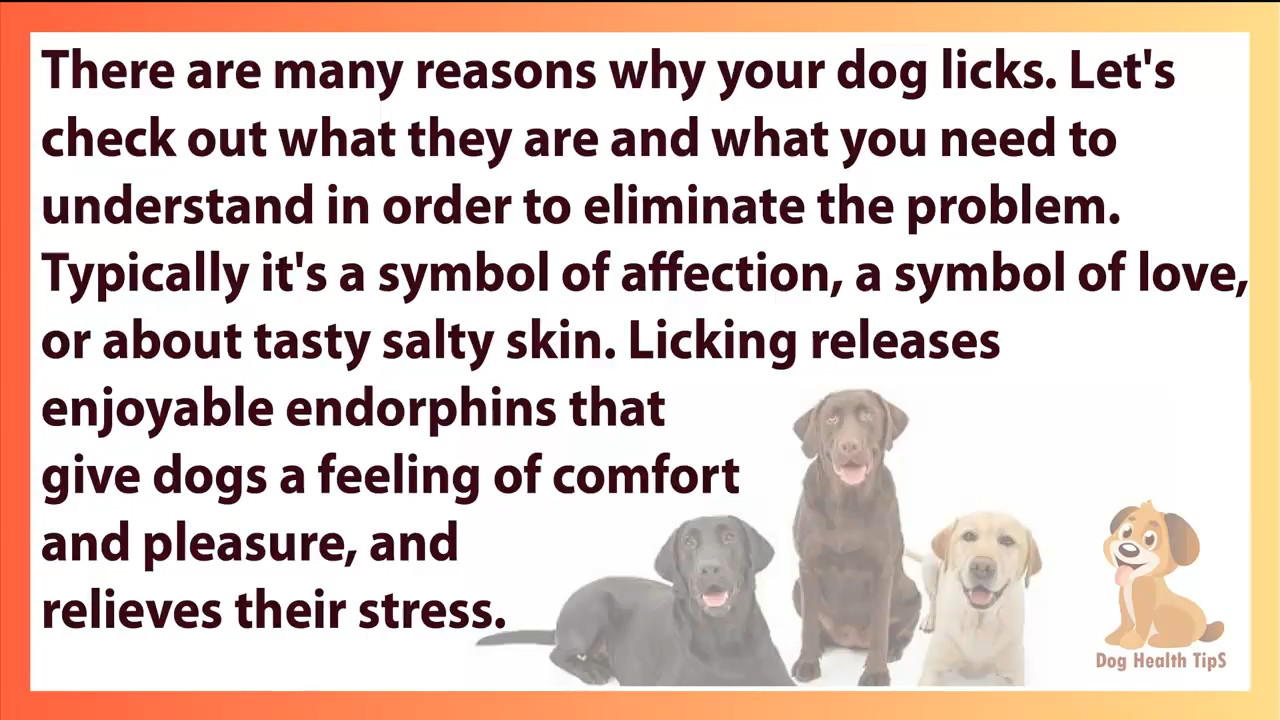 There are many reasons why your dog licks. Let's
check out what they are and what you need to
understand in order to eliminate the problem.
Typically it's a symbol of affection, a symbol of love,
or about tasty salty skin. Licking releases
enjoyable endorphins that
give dogs a feeling of comfort
and pleasure, and
relieves their stress.
Dog Health TipS